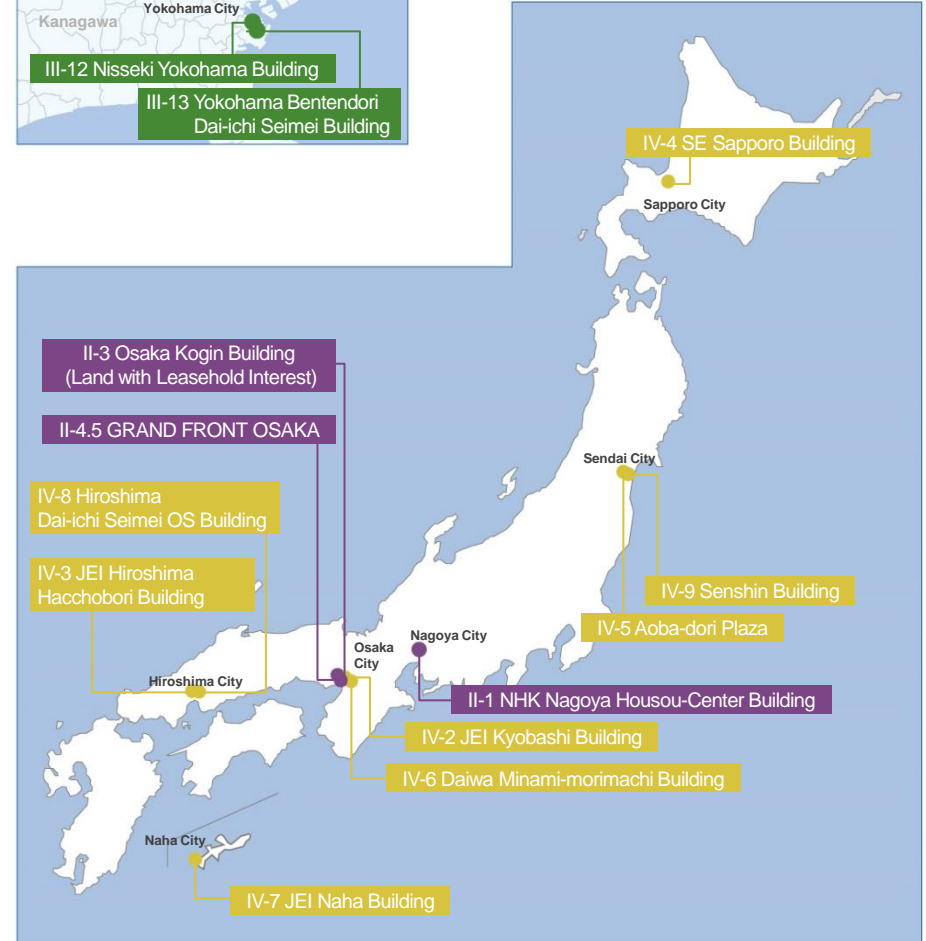 Yokohama City
Kanagawa
III-12 Nisseki Yokohama Building
III-13 Yokohama Bentendori
Dai-ichi Seimei Building
IV-4 SE Sapporo Building
Sapporo City
II-3 Osaka Kogin Building
(Land with Leasehold Interest)
II-4.5 GRAND FRONT OSAKA
Sendai City
IV-8 Hiroshima
Dai-ichi Seimei OS Building
IV-3 JEI Hiroshima
Hacchobori Building
IV-9 Senshin Building
IV-5 Aoba-dori Plaza
Nagoya City
Osaka
City
Hiroshima City
II-1 NHK Nagoya Housou-Center Building
IV-2 JEI Kyobashi Building
IV-6 Daiwa Minami-morimachi Building
Naha City
IV-7 JEI Naha Building